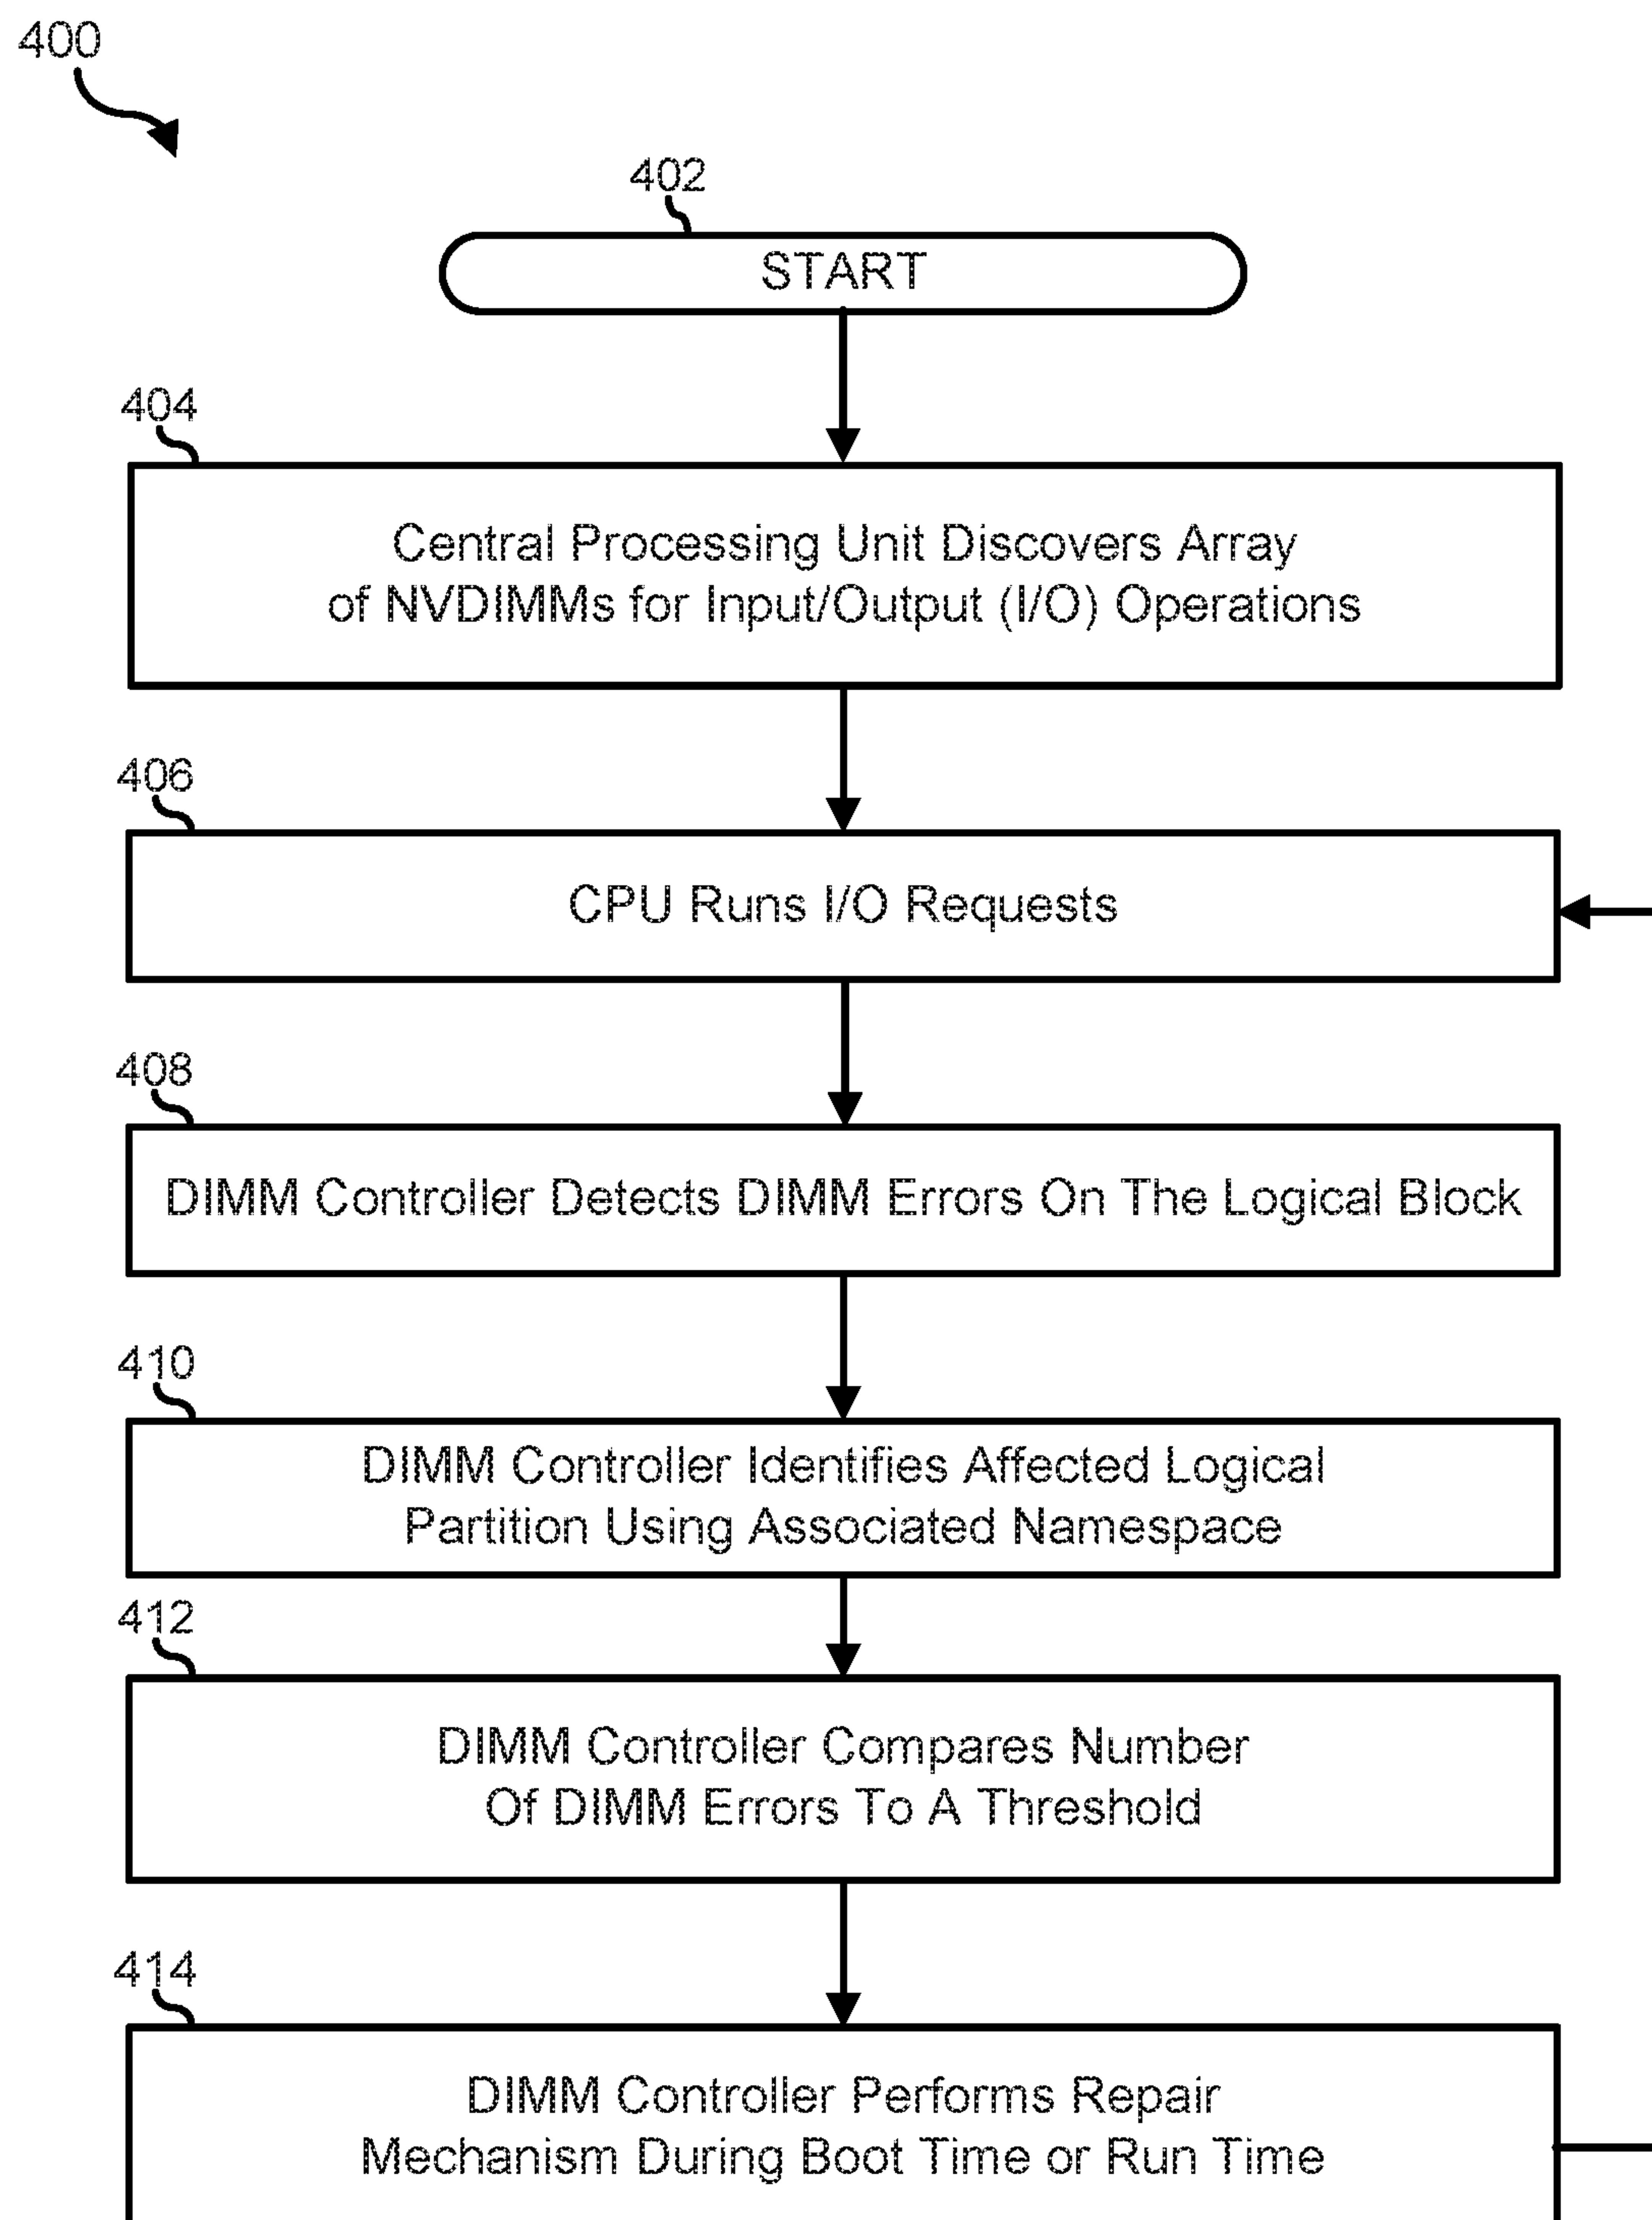 400
402
START
404
Central Processing Unit Discovers Array
of NVDIMMs for Input/Output (I/O) Operations
406
CPU Runs I/O Requests
408
DIMM Controller Detects DIMM Errors On The Logical Block
410
DIMM Controller Identifies Affected Logical
Partition Using Associated Namespace
412
DIMM Controller Compares Number
Of DIMM Errors To A Threshold
414
DIMM Controller Performs Repair
Mechanism During Boot Time or Run Time